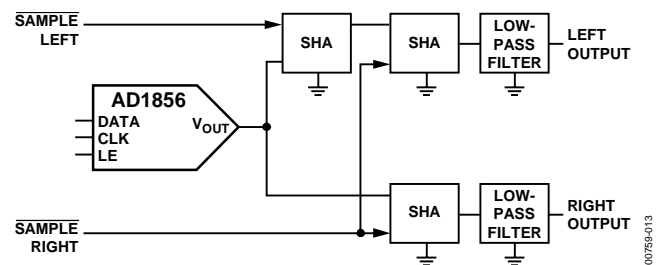 SAMPLE
LEFT
SHA
SHA
LOW-
PASS
FILTER
LEFT
OUTPUT
AD1856
DATA
CLK
LE
VOUT
SAMPLE
RIGHT
SHA
LOW-
PASS
FILTER
RIGHT
OUTPUT
00759-013